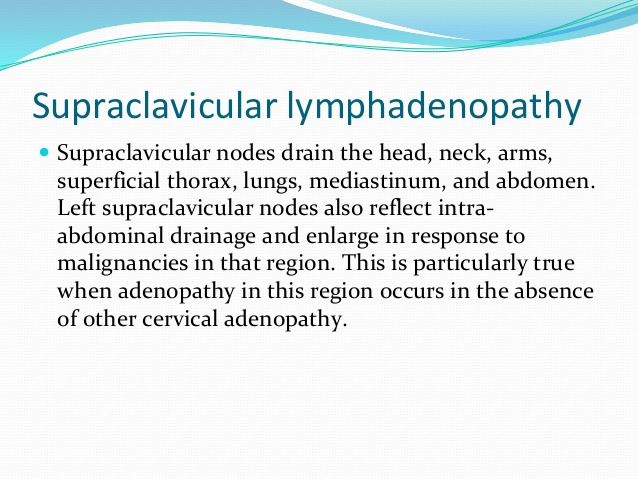 Supraclavicular lymphadenopathy
Supraclavicular nodes drain the head, neck, arms,
superficial thorax, lungs, mediastinum, and abdomen.
Left supraclavicular nodes also reflect intra-
abdominal drainage and enlarge in response to
malignancies in that region. This is particularly true
when adenopathy in this region occurs in the absence
of other cervical adenopathy.